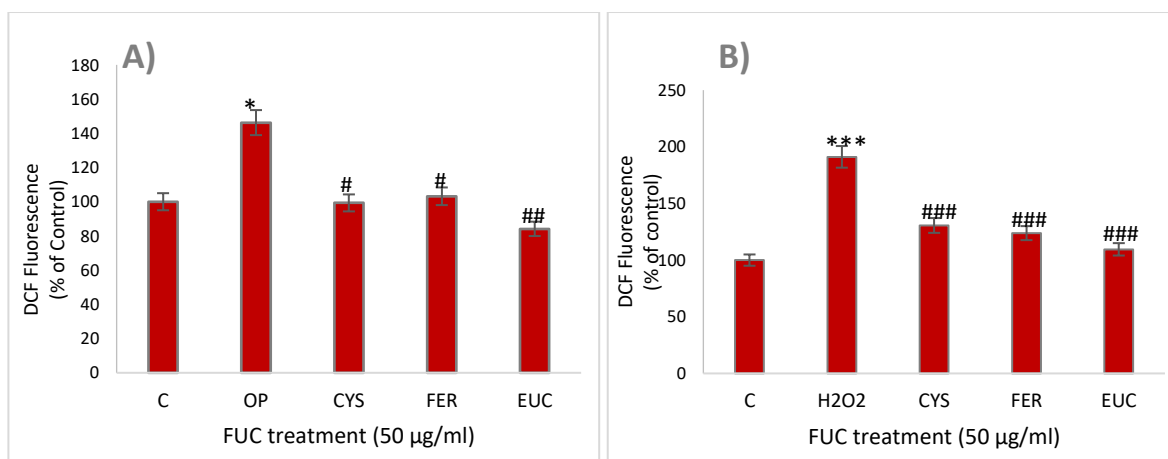 A)
DCF Fluorescence
(% of Control)
180
160
140
120
100
80
60
40
20
0
*
#
#
##
C OP CYS FER EUC
FUC treatment (50 µg/ml)
B)
DCF Fluorescence
(% of control)
250
200
150
100
50
0
***
###
###
###
C H2O2 CYS FER EUC
FUC treatment (50 µg/ml)